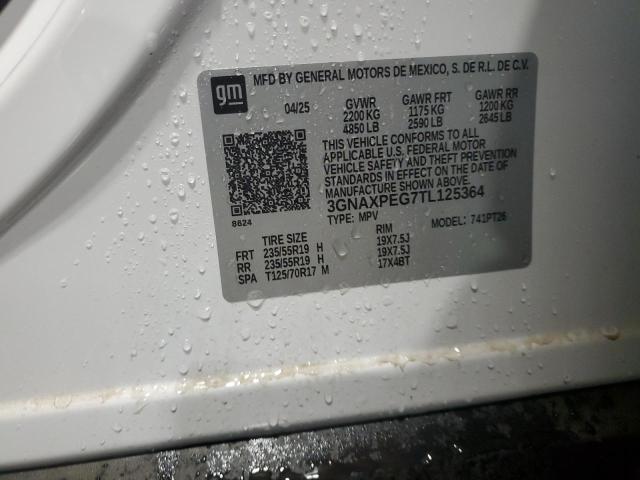 gm
MFD BY GENERAL MOTORS DE MEXICO, S. DE R.L. DE C.V.
04/25 GVWR GAWR FRT GAWR RR
2200 KG 1175 KG 1200 KG
4850 LB 2590 LB 2645 LB
THIS VEHICLE CONFORMS TO ALL
APPLICABLE U.S. FEDERAL MOTOR
VEHICLE SAFETY AND THEFT PREVENTION
STANDARDS IN EFFECT ON THE DATE OF
MANUFACTURE SHOWN ABOVE.
3GNAXPEG7TL125364
8624 TYPE: MPV MODEL: 741PT26
TIRE SIZE RIM
FRT 235/55R19 H 19X7.5J
RR 235/55R19 H 19X7.5J
SPA T125/70R17 M 17X4BT